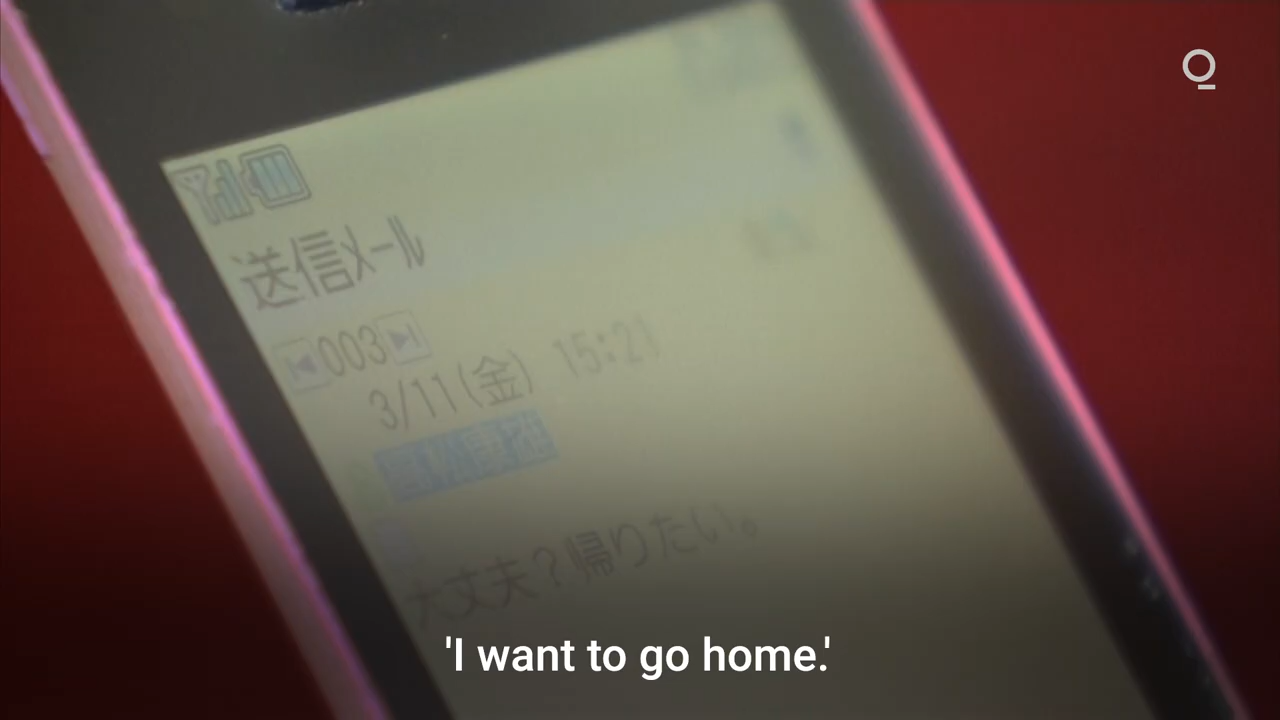 送信ﾒｰﾙ
003
3/11(金) 15:21
大丈夫？帰りたい。
'I want to go home.'